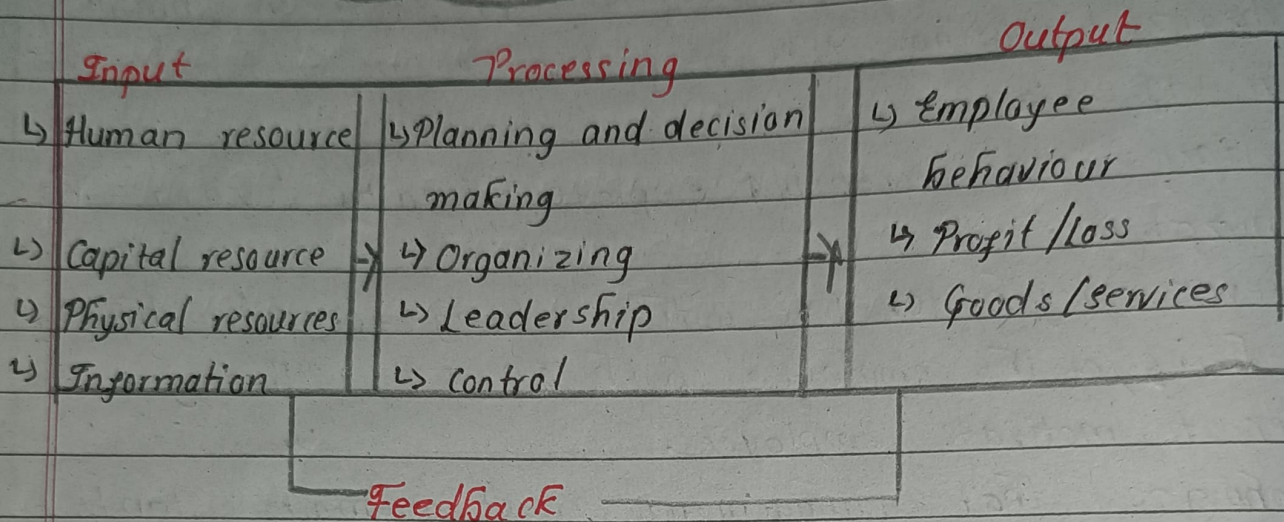 Input
Processing
Output
↳ Human resource
↳ Capital resource
↳ Physical resources
↳ Information
↳ Planning and decision
making
↳ Organizing
↳ Leadership
↳ Control
↳ Employee
behaviour
↳ Profit/Loss
↳ Goods/services
Feedback